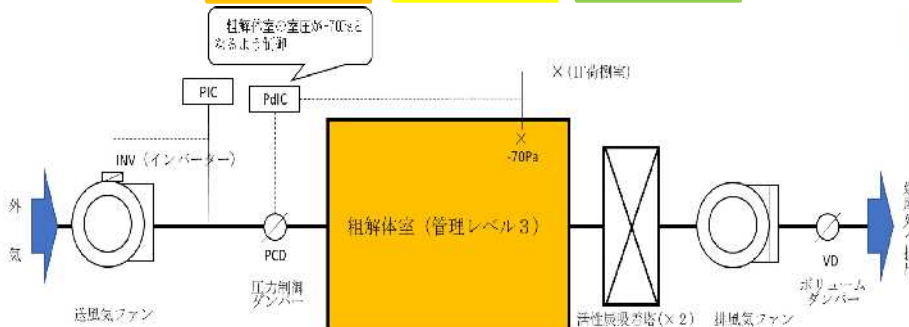 粗解体室の室圧が-70Paと
なるよう制御
×(工荷捌室)
PIC
PdIC
-70Pa
INV (インバーター)
外
気
粗解体室 (管理レベル3)
PCD
圧力制御
ダンパー
VD
ボリューム
ダンパー
送風気ファン
活性炭吸着塔(×2)
排風気ファン